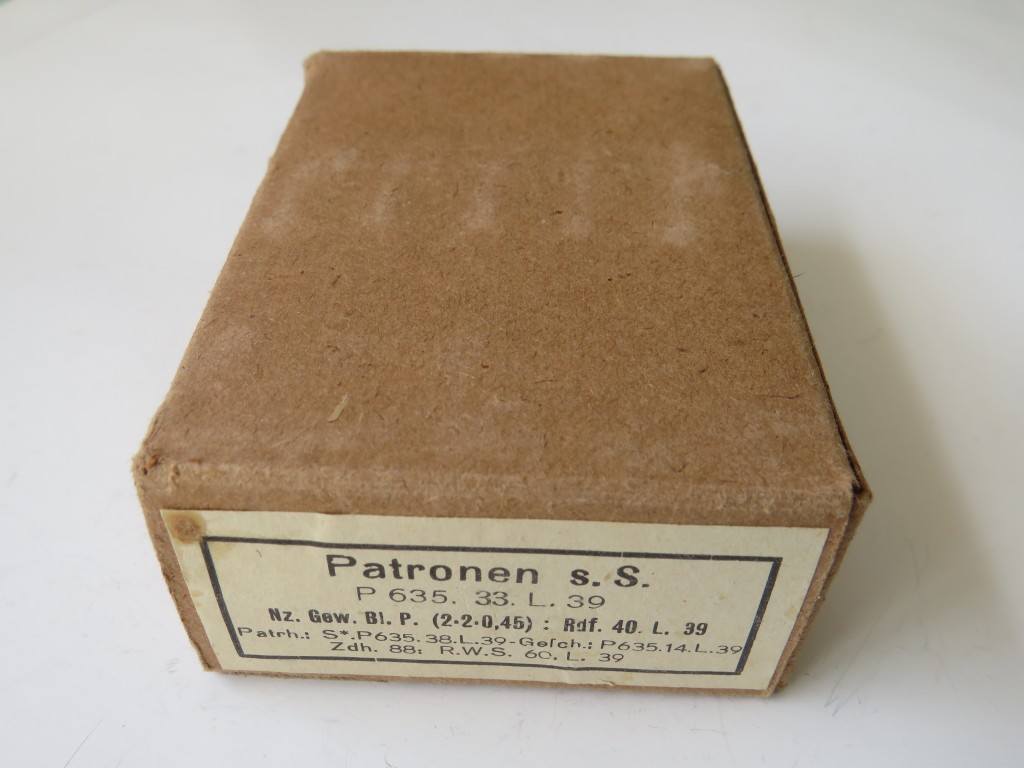 Patronen s. S.
P 635. 33. L. 39
Nz. Gew. Bl. P. (2·2·0,45) : Rdf. 40. L. 39
Patrh.: S*.P635.38.L.39-Geſch.: P635.14.L.39
Zdh. 88: R.W.S. 60. L. 39